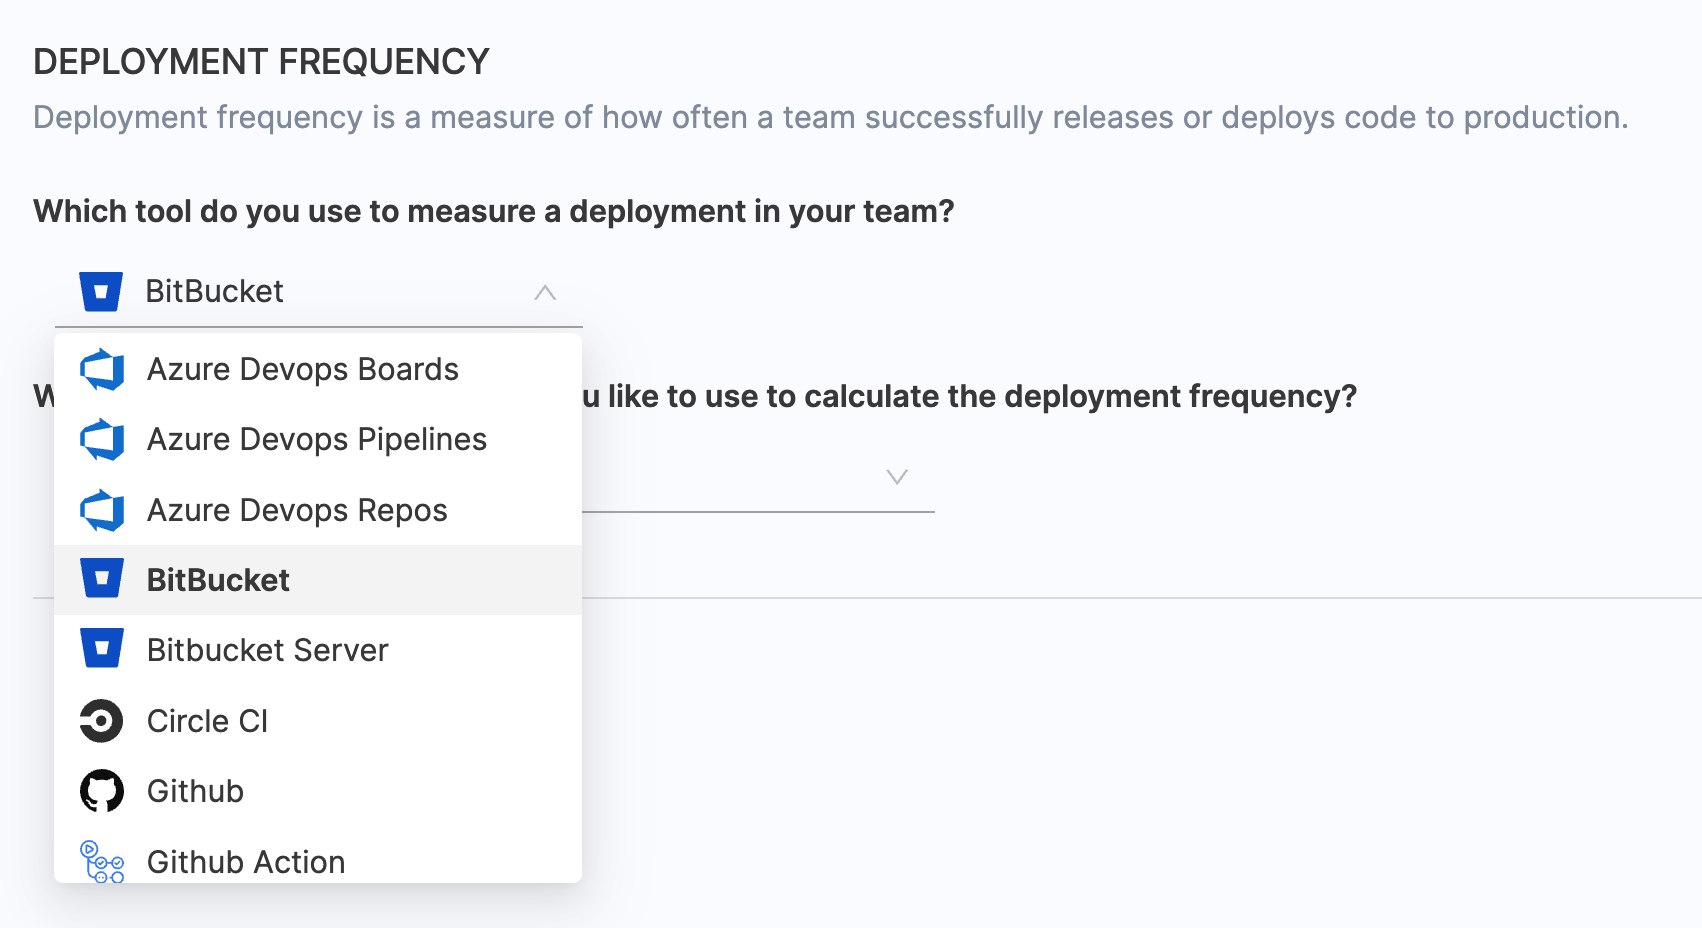 DEPLOYMENT FREQUENCY
Deployment frequency is a measure of how often a team successfully releases or deploys code to production.
Which tool do you use to measure a deployment in your team?
BitBucket
Azure Devops Boards
like to use to calculate the deployment frequency?
Azure Devops Pipelines
Azure Devops Repos
BitBucket
Bitbucket Server
Circle CI
Github
Github Action